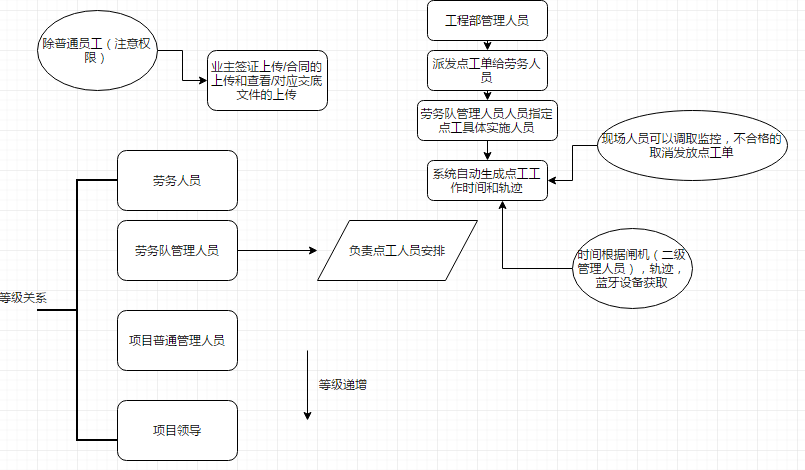 除普通员工（注意权
限）
业主签证上传/合同的
上传和查看/对应交底
文件的上传
工程部管理人员
派发点工单给劳务人
员
劳务队管理人员人员指定
点工具体实施人员
系统自动生成点工工
作时间和轨迹
现场人员可以调取监控，不合格的
取消发放点工单
时间根据闸机（二级
管理人员），轨迹，
蓝牙设备获取
劳务人员
劳务队管理人员
负责点工人员安排
等级关系
项目普通管理人员
等级递增
项目领导